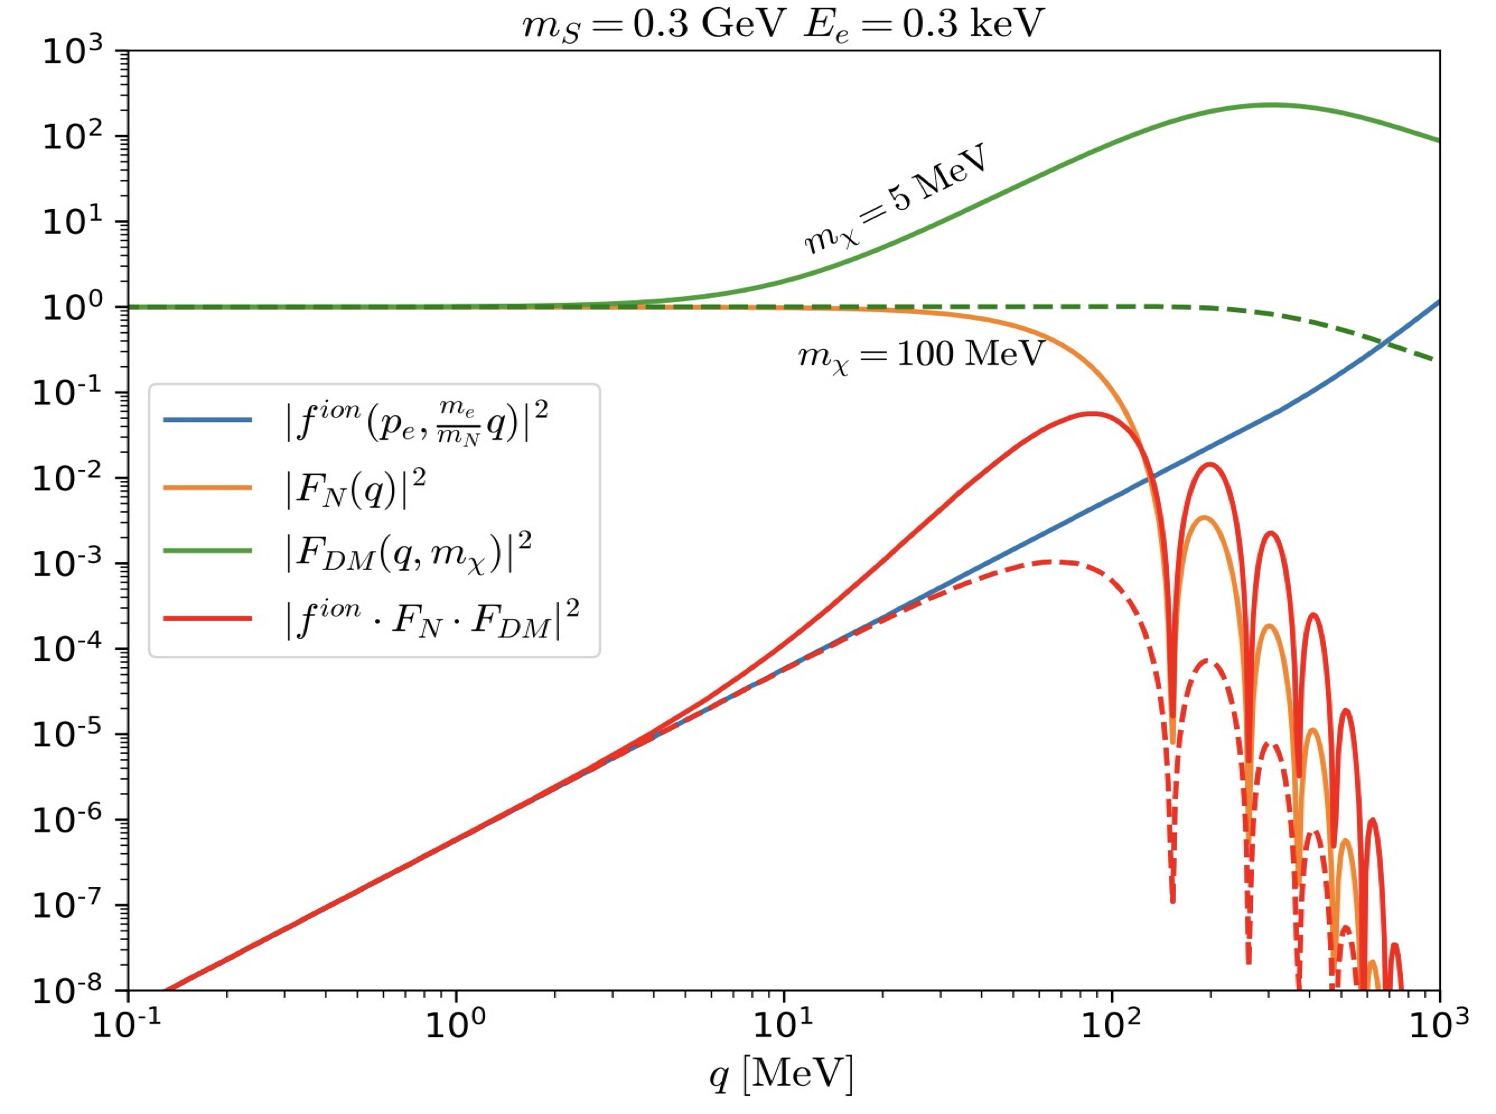 m_S = 0.3 GeV E_e = 0.3 keV
10^3
10^2
10^1
10^0
10^-1
10^-2
10^-3
10^-4
10^-5
10^-6
10^-7
10^-8
m_χ = 5 MeV
m_χ = 100 MeV
|f^{ion}(p_e, \frac{m_e}{m_N} q)|^2
|F_N(q)|^2
|F_{DM}(q, m_χ)|^2
|f^{ion} · F_N · F_{DM}|^2
10^-1 10^0 10^1 10^2 10^3
q [MeV]